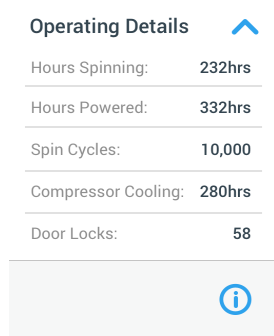 Operating Details
Hours Spinning: 232hrs
Hours Powered: 332hrs
Spin Cycles: 10,000
Compressor Cooling: 280hrs
Door Locks: 58